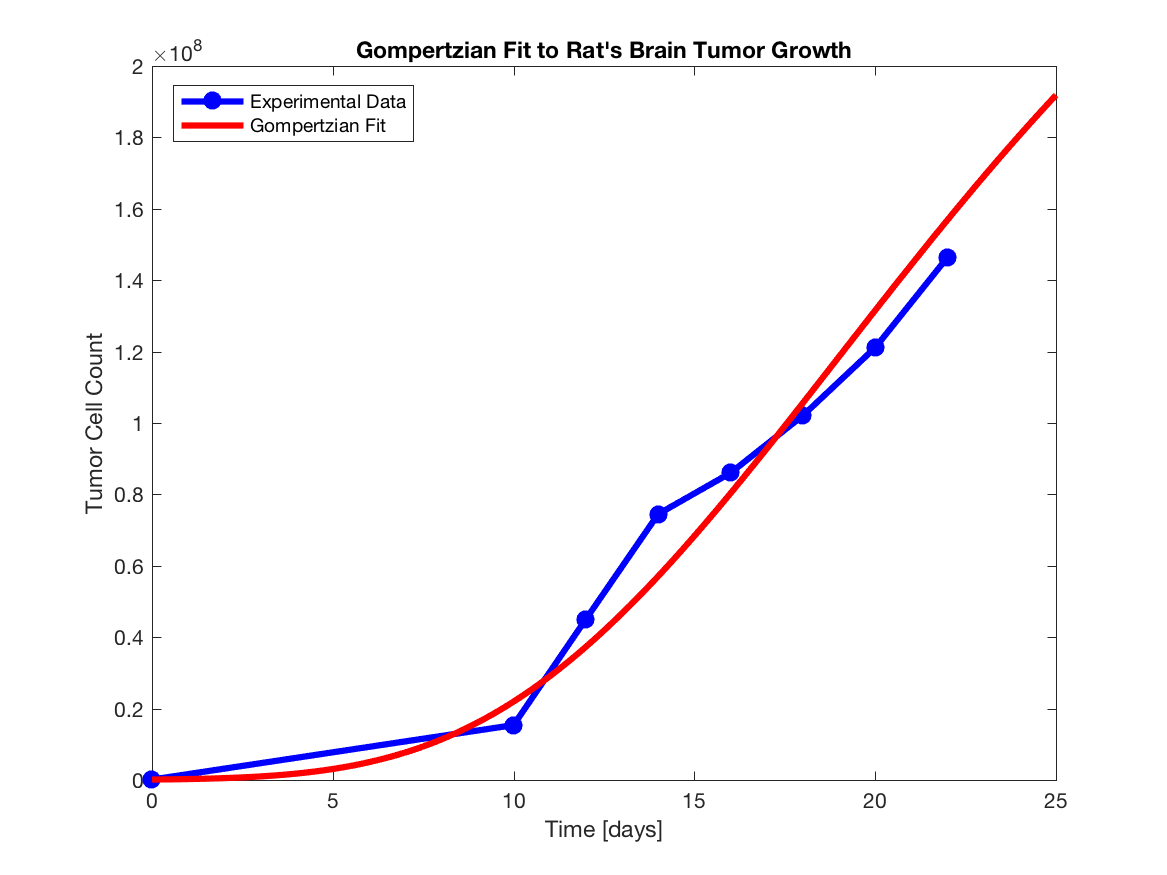 Gompertzian Fit to Rat's Brain Tumor Growth
×10⁸
Experimental Data
Gompertzian Fit
2
1.8
1.6
1.4
1.2
1
0.8
0.6
0.4
0.2
0
Tumor Cell Count
0 5 10 15 20 25
Time [days]